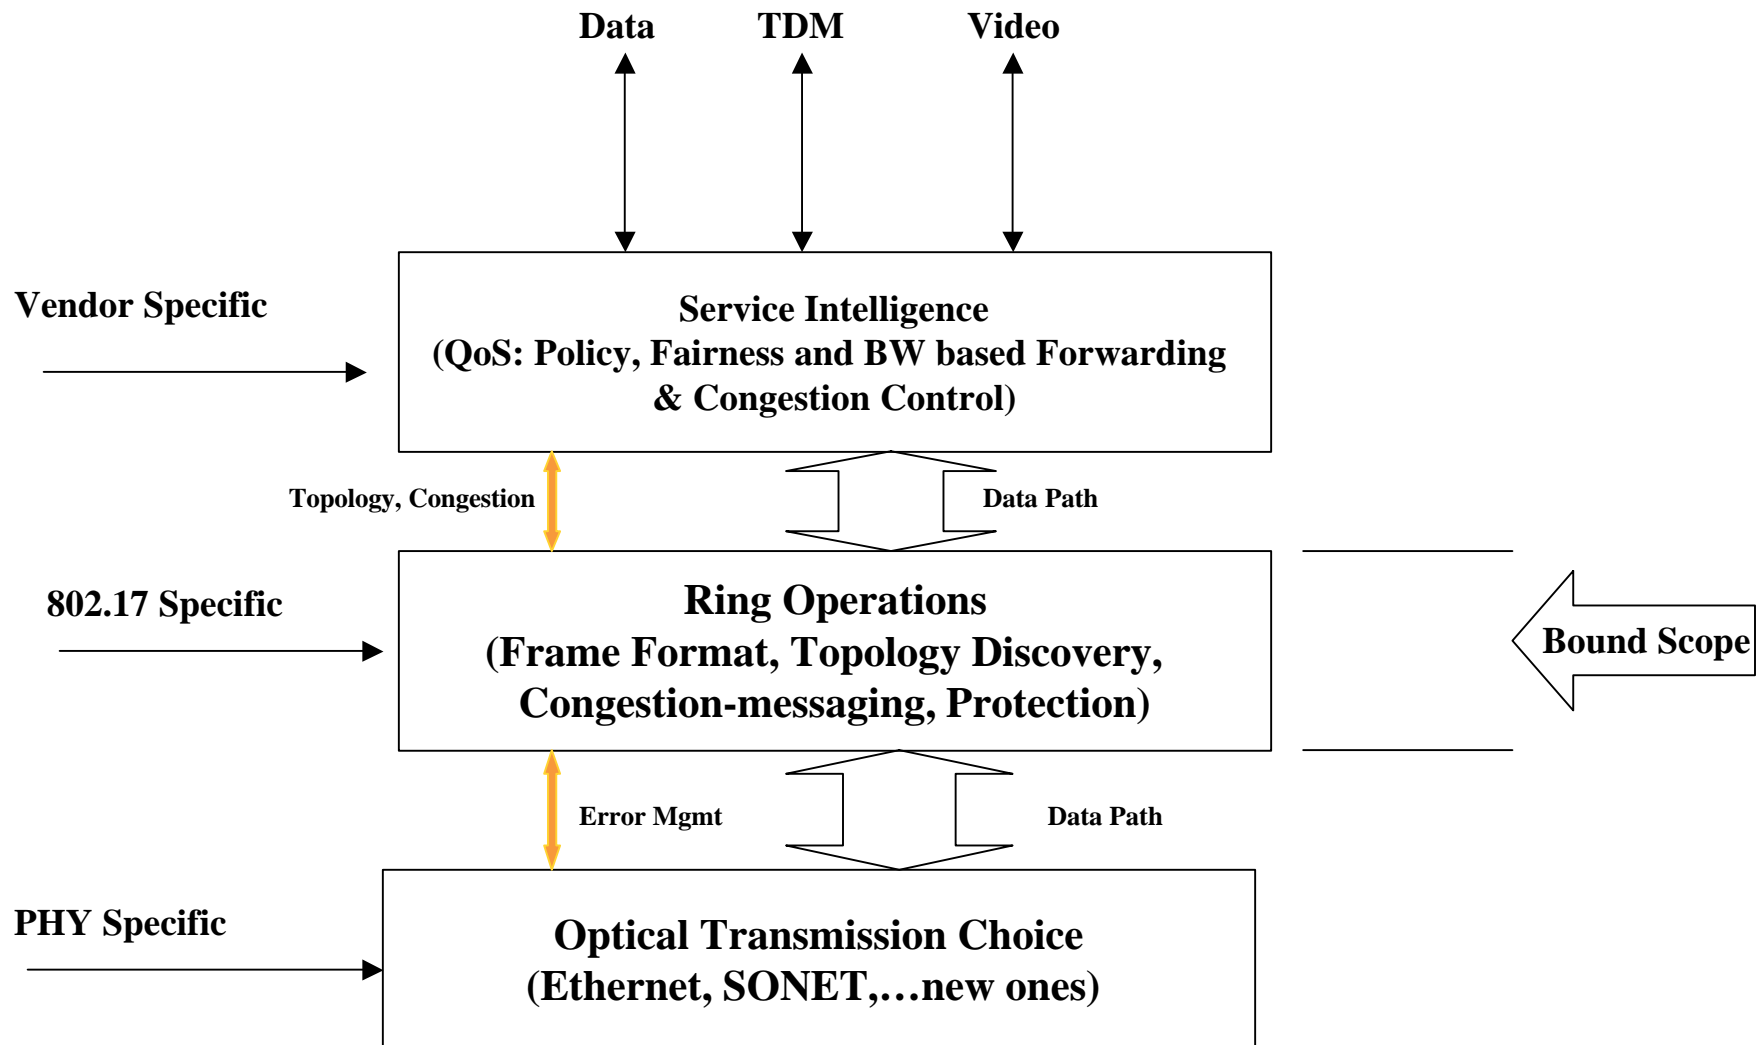 Data
TDM
Video
Vendor Specific
Service Intelligence
(QoS: Policy, Fairness and BW based Forwarding
& Congestion Control)
Topology, Congestion
Data Path
802.17 Specific
Ring Operations
(Frame Format, Topology Discovery,
Congestion-messaging, Protection)
Bound Scope
Error Mgmt
Data Path
PHY Specific
Optical Transmission Choice
(Ethernet, SONET,…new ones)